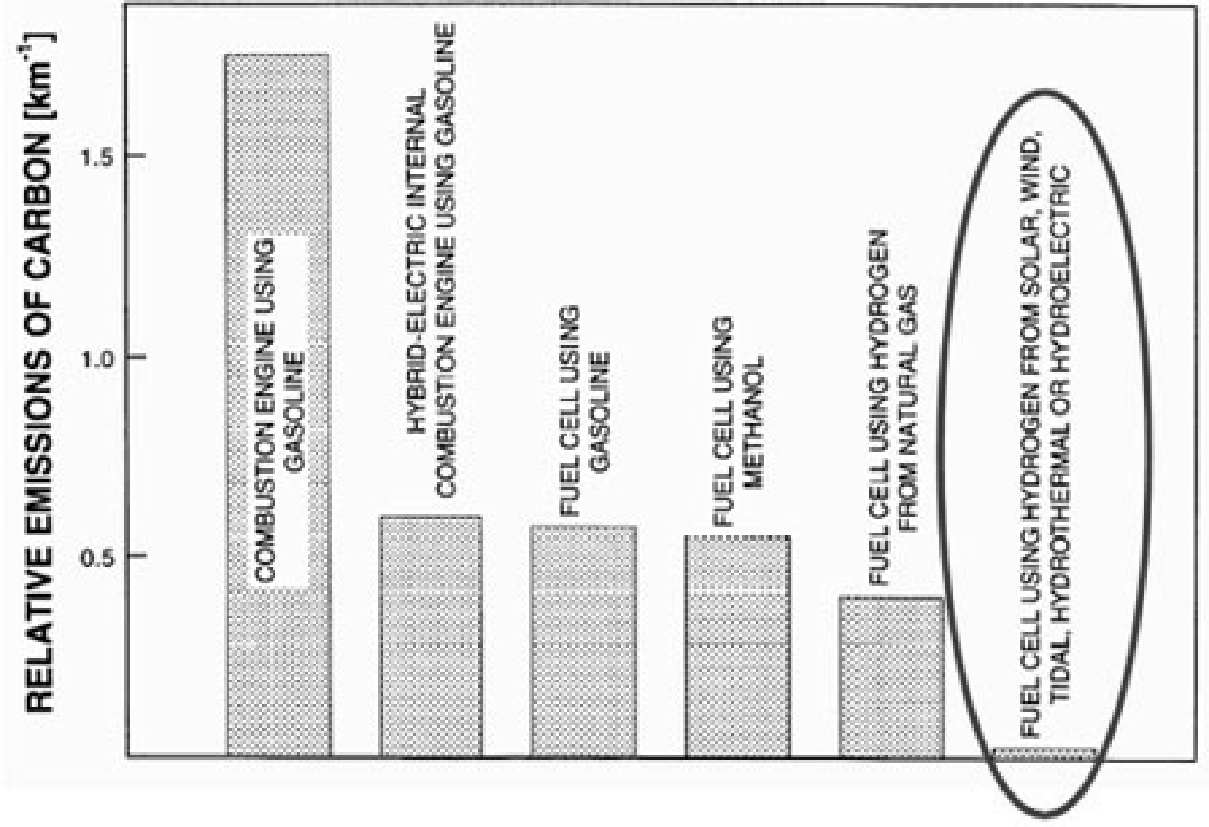 RELATIVE EMISSIONS OF CARBON [km⁻¹]
1.5
1.0
0.5
COMBUSTION ENGINE USING
GASOLINE
HYBRID-ELECTRIC INTERNAL
COMBUSTION ENGINE USING GASOLINE
FUEL CELL USING
GASOLINE
FUEL CELL USING
METHANOL
FUEL CELL USING HYDROGEN
FROM NATURAL GAS
FUEL CELL USING HYDROGEN FROM SOLAR, WIND,
TIDAL, HYDROTHERMAL OR HYDROELECTRIC